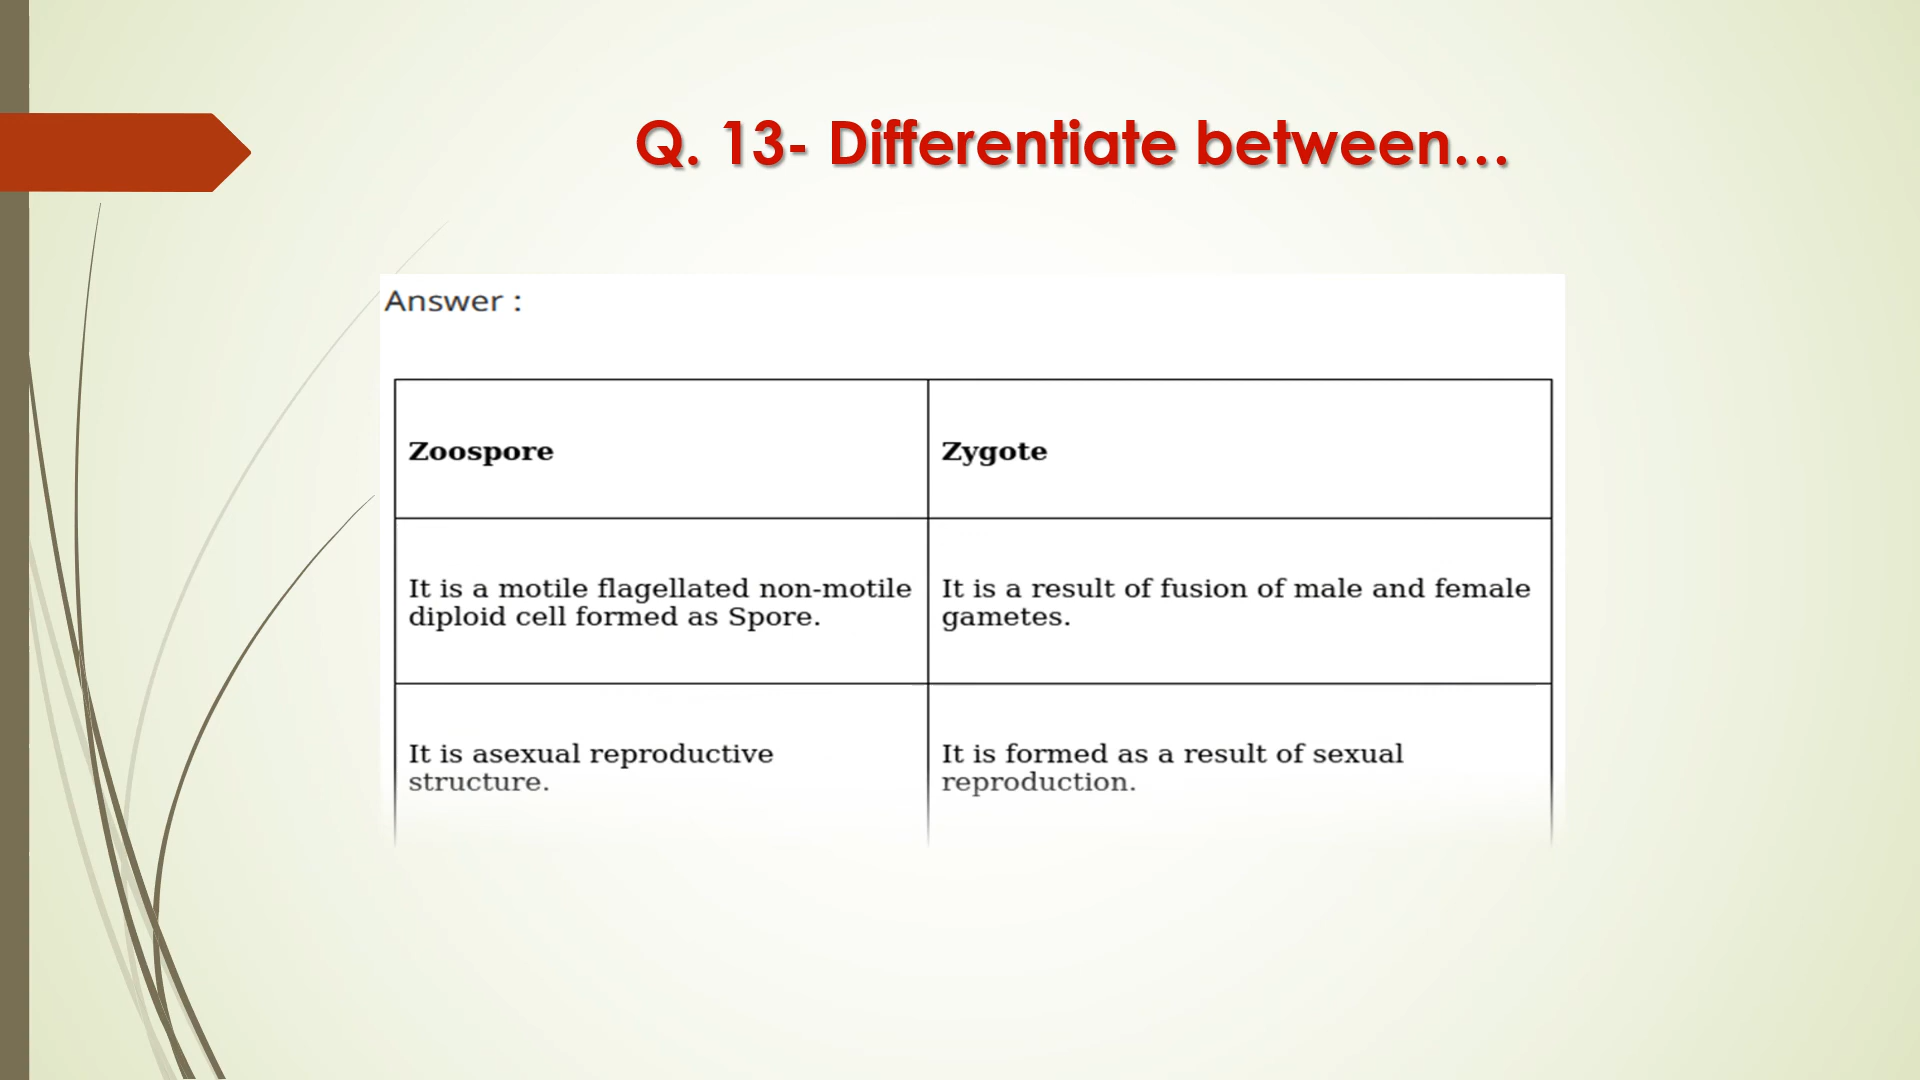 Q. 13- Differentiate between...
Answer :
Zoospore
Zygote
It is a motile flagellated non-motile
diploid cell formed as Spore.
It is a result of fusion of male and female
gametes.
It is asexual reproductive
structure.
It is formed as a result of sexual
reproduction.